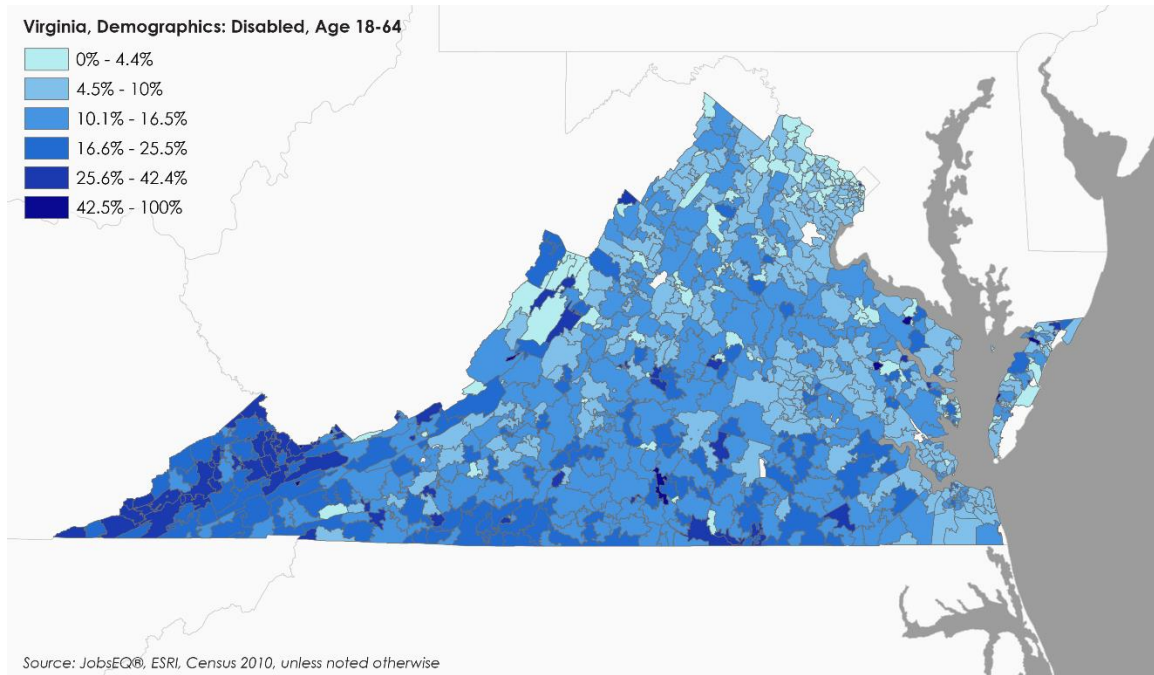 Virginia, Demographics: Disabled, Age 18-64
0% - 4.4%
4.5% - 10%
10.1% - 16.5%
16.6% - 25.5%
25.6% - 42.4%
42.5% - 100%
Source: JobsEQ®, ESRI, Census 2010, unless noted otherwise